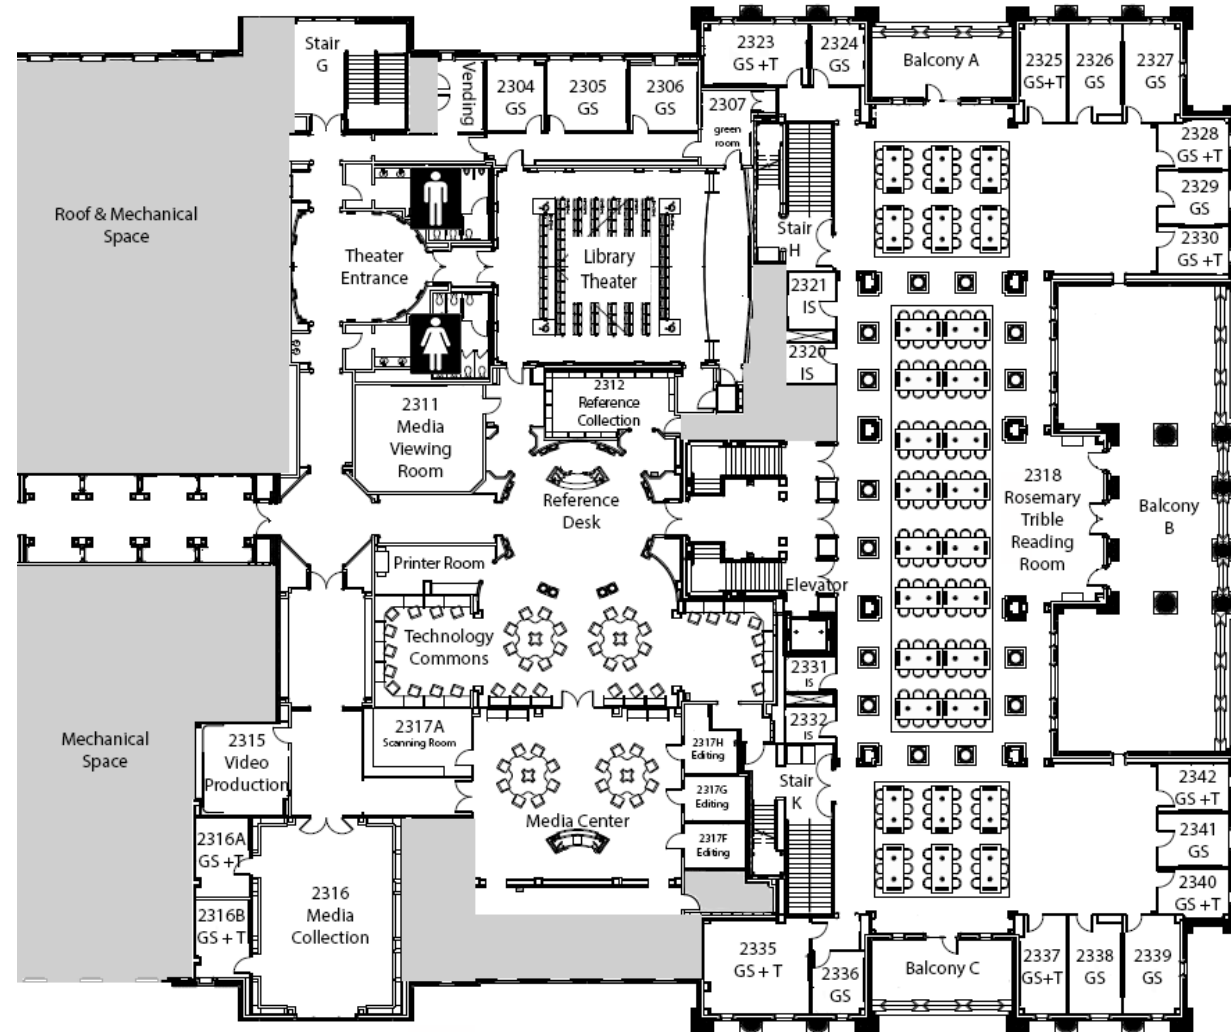 Stair
G
Vending
2304
GS
2305
GS
2306
GS
2323
GS +T
2324
GS
Balcony A
2325
GS+T
2326
GS
2327
GS
2307
green
room
2328
GS +T
2329
GS
2330
GS +T
Roof & Mechanical
Space
Theater
Entrance
Library
Theater
Stair
H
2321
IS
2320
IS
2312
Reference
Collection
2311
Media
Viewing
Room
Reference
Desk
2318
Rosemary
Trible
Reading
Room
Balcony
B
Printer Room
Elevator
Technology
Commons
2331
IS
2332
IS
Mechanical
Space
2315
Video
Production
2317A
Scanning Room
2317H
Editing
2317G
Editing
2317F
Editing
Stair
K
Media Center
2342
GS +T
2341
GS
2340
GS +T
2316A
GS +T
2316B
GS + T
2316
Media
Collection
2335
GS + T
2336
GS
Balcony C
2337
GS+T
2338
GS
2339
GS